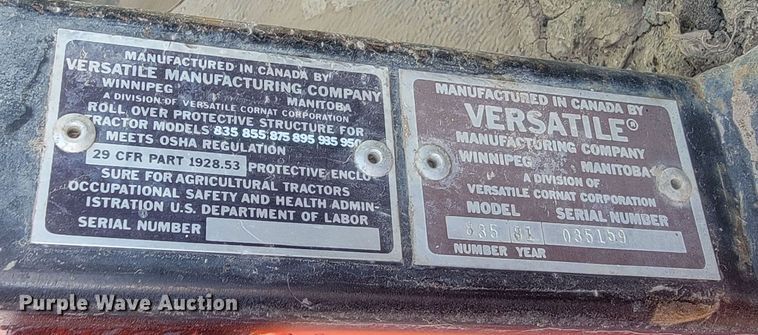 MANUFACTURED IN CANADA BY
VERSATILE MANUFACTURING COMPANY
WINNIPEG MANITOBA
A DIVISION OF VERSATILE CORNAT CORPORATION
ROLL OVER PROTECTIVE STRUCTURE FOR
TRACTOR MODELS 835 855 875 895 935 950
MEETS OSHA REGULATION
29 CFR PART 1928.53 PROTECTIVE ENCLO
SURE FOR AGRICULTURAL TRACTORS
OCCUPATIONAL SAFETY AND HEALTH ADMIN-
ISTRATION U.S. DEPARTMENT OF LABOR
SERIAL NUMBER
MANUFACTURED IN CANADA BY
VERSATILE®
MANUFACTURING COMPANY
WINNIPEG MANITOBA
A DIVISION OF
VERSATILE CORNAT CORPORATION
MODEL SERIAL NUMBER
835 81 035159
NUMBER YEAR
Purple Wave Auction